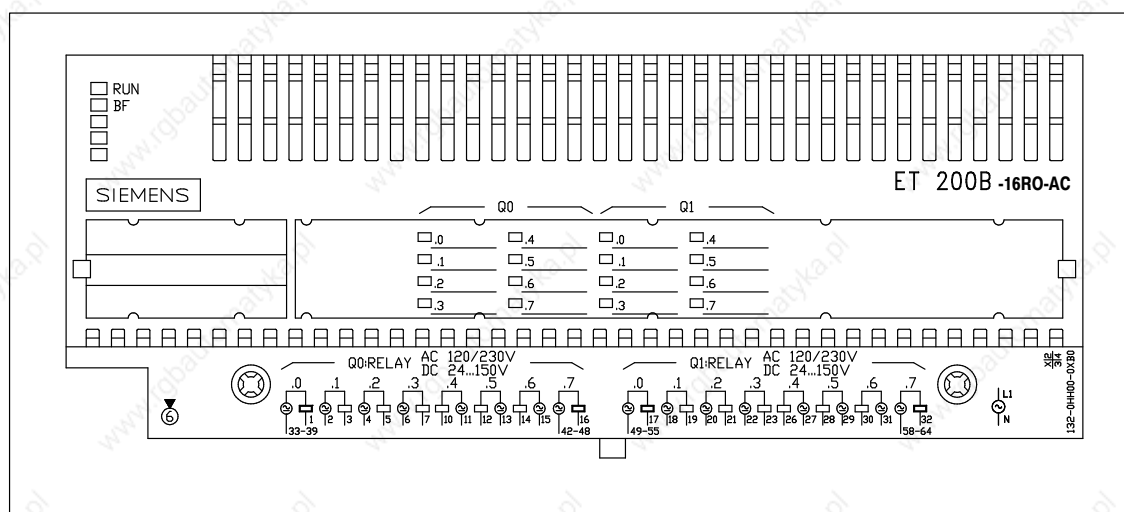 RUN
BF
ET 200B -16RO-AC
SIEMENS
Q0 Q1
.0 .4 .0 .4
.1 .5 .1 .5
.2 .6 .2 .6
.3 .7 .3 .7
Q0:RELAY AC 120/230V Q1:RELAY AC 120/230V
DC 24...150V DC 24...150V
.0 .1 .2 .3 .4 .5 .6 .7 .0 .1 .2 .3 .4 .5 .6 .7
L1
6 1 2 3 4 5 6 7 10 11 12 13 14 15 16 17 18 19 20 21 22 23 26 27 28 29 30 31 32 N
33-39 42-48 49-55 58-64
132-0HH00-0XB0
www.rgbautomatyka.pl